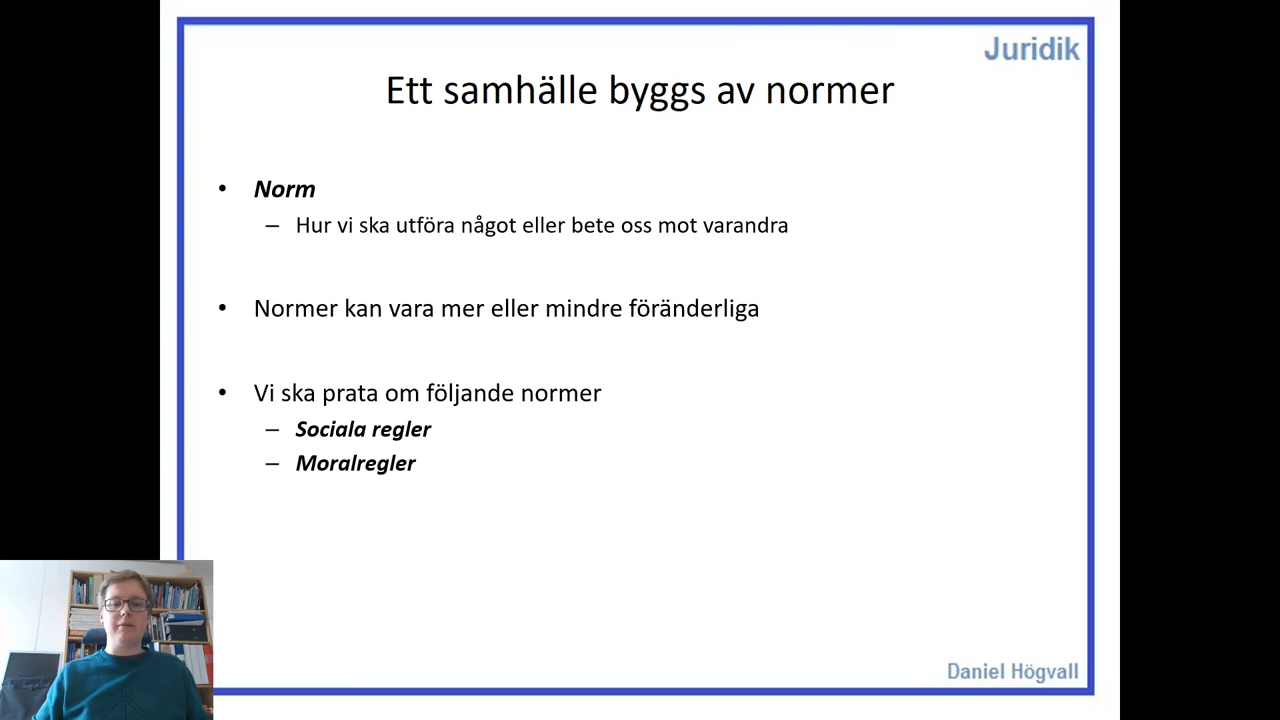 Juridik
Ett samhälle byggs av normer
• Norm
– Hur vi ska utföra något eller bete oss mot varandra
• Normer kan vara mer eller mindre föränderliga
• Vi ska prata om följande normer
– Sociala regler
– Moralregler
Daniel Högvall